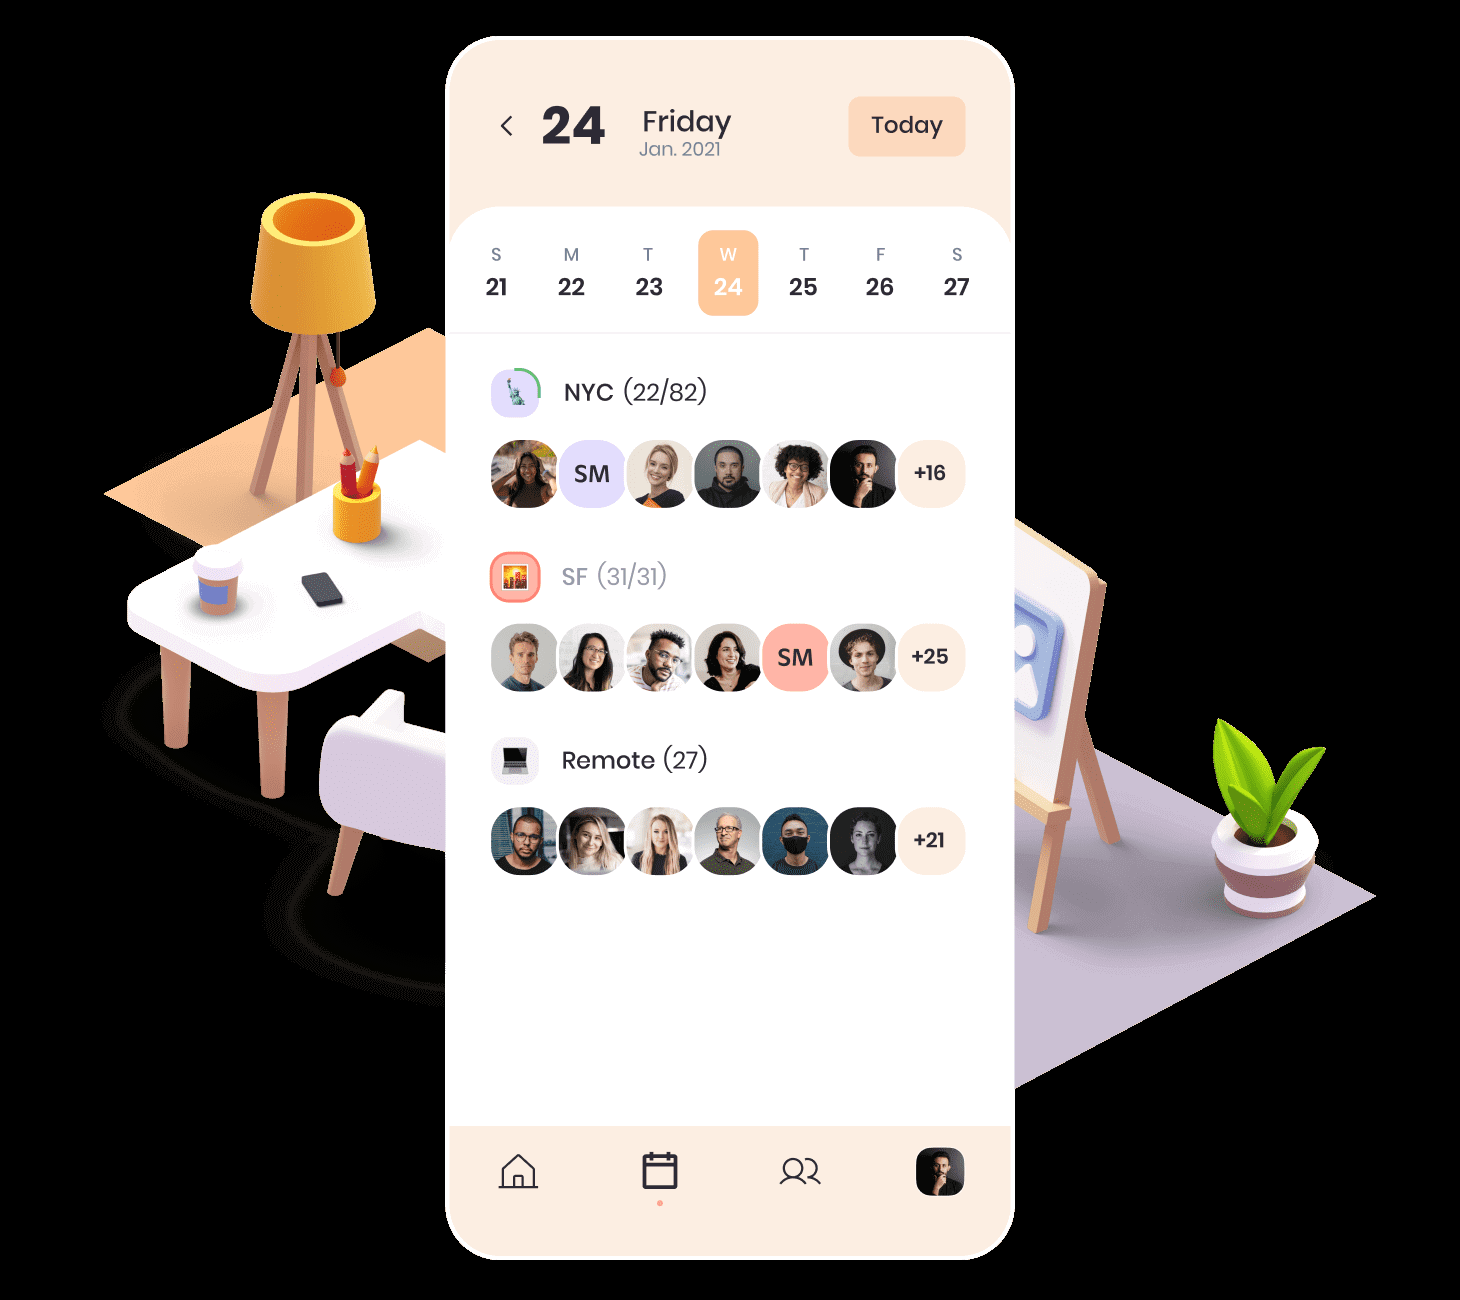 24 Friday Today
Jan. 2021
S M T W T F S
21 22 23 24 25 26 27
NYC (22/82)
SM +16
SF (31/31)
SM +25
Remote (27)
+21